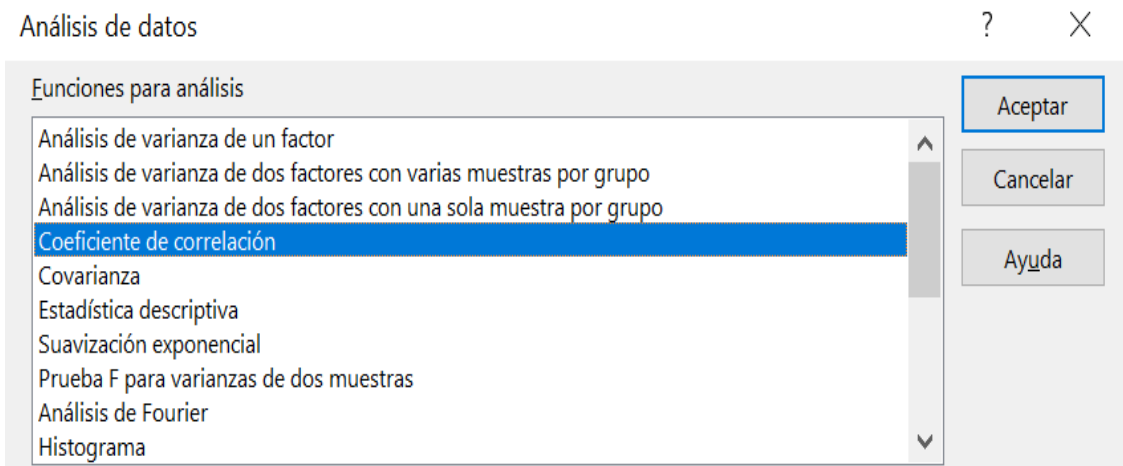 Análisis de datos ?
Funciones para análisis
Aceptar
Cancelar
Ayuda
Análisis de varianza de un factor
Análisis de varianza de dos factores con varias muestras por grupo
Análisis de varianza de dos factores con una sola muestra por grupo
Coeficiente de correlación
Covarianza
Estadística descriptiva
Suavización exponencial
Prueba F para varianzas de dos muestras
Análisis de Fourier
Histograma